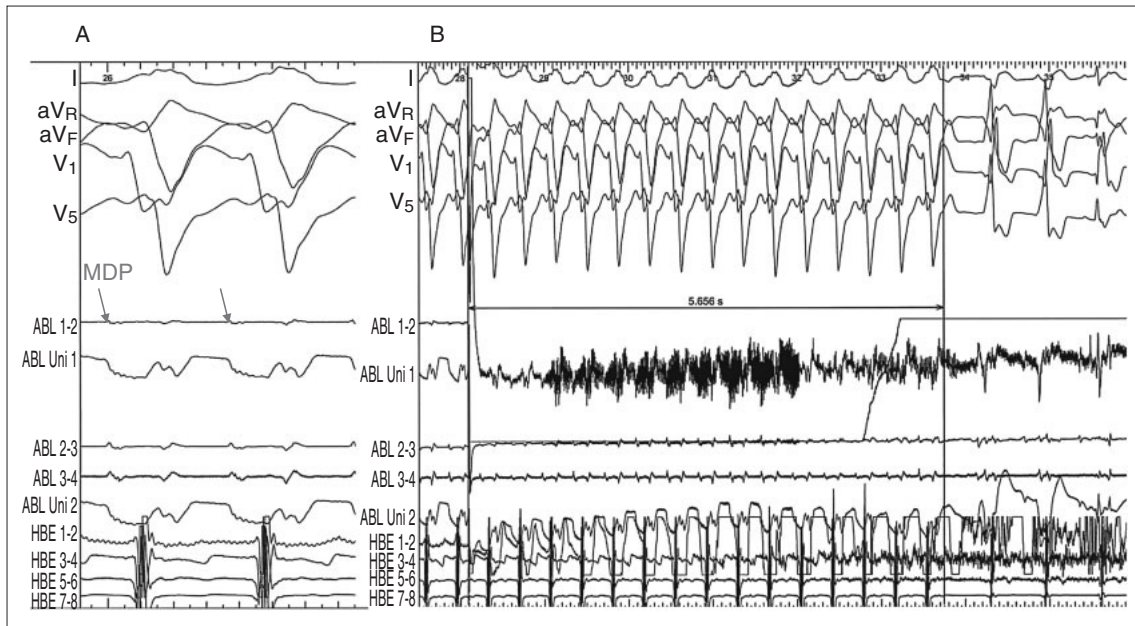 A
26
I
aVR
aVF
V1
V5
MDP
ABL 1-2
ABL Uni 1
ABL 2-3
ABL 3-4
ABL Uni 2
HBE 1-2
HBE 3-4
HBE 5-6
HBE 7-8
B
28 29 30 31 32 33 34 35
I
aVR
aVF
V1
V5
5.656 s
ABL 1-2
ABL Uni 1
ABL 2-3
ABL 3-4
ABL Uni 2
HBE 1-2
HBE 3-4
HBE 5-6
HBE 7-8